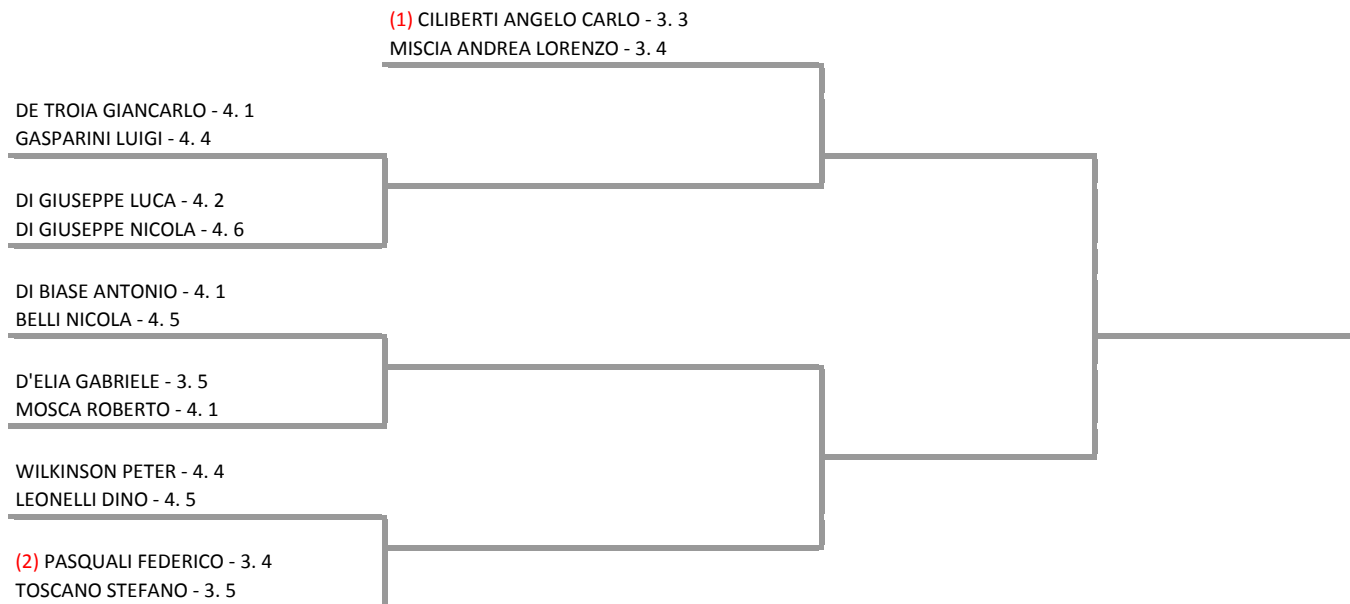 (1) CILIBERTI ANGELO CARLO - 3. 3
MISCIA ANDREA LORENZO - 3. 4
DE TROIA GIANCARLO - 4. 1
GASPARINI LUIGI - 4. 4
DI GIUSEPPE LUCA - 4. 2
DI GIUSEPPE NICOLA - 4. 6
DI BIASE ANTONIO - 4. 1
BELLI NICOLA - 4. 5
D'ELIA GABRIELE - 3. 5
MOSCA ROBERTO - 4. 1
WILKINSON PETER - 4. 4
LEONELLI DINO - 4. 5
(2) PASQUALI FEDERICO - 3. 4
TOSCANO STEFANO - 3. 5